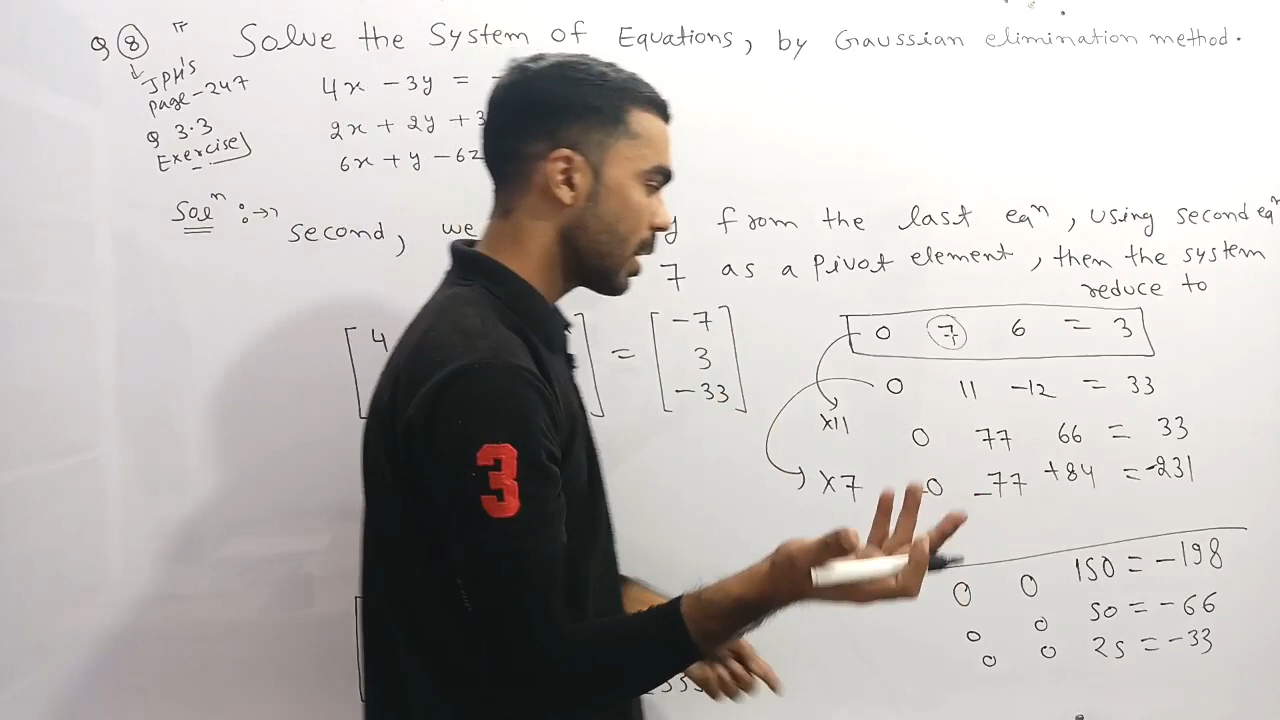 Q 8 Solve the System of Equations, by Gaussian elimination method.
JPH's
page-247
Q 3.3
Exercise
4x - 3y =
2x + 2y + 3
6x + y - 6z
Solⁿ :→
second, we y from the last eqⁿ, using second eqⁿ
7 as a pivot element, then the system
reduce to
4 = -7
3
-33
0 7 6 = 3
0 11 -12 = 33
×11
0 77 66 = 33
×7 -0 -77 +84 = -231
0 0 150 = -198
0 0 50 = -66
0 0 25 = -33
3